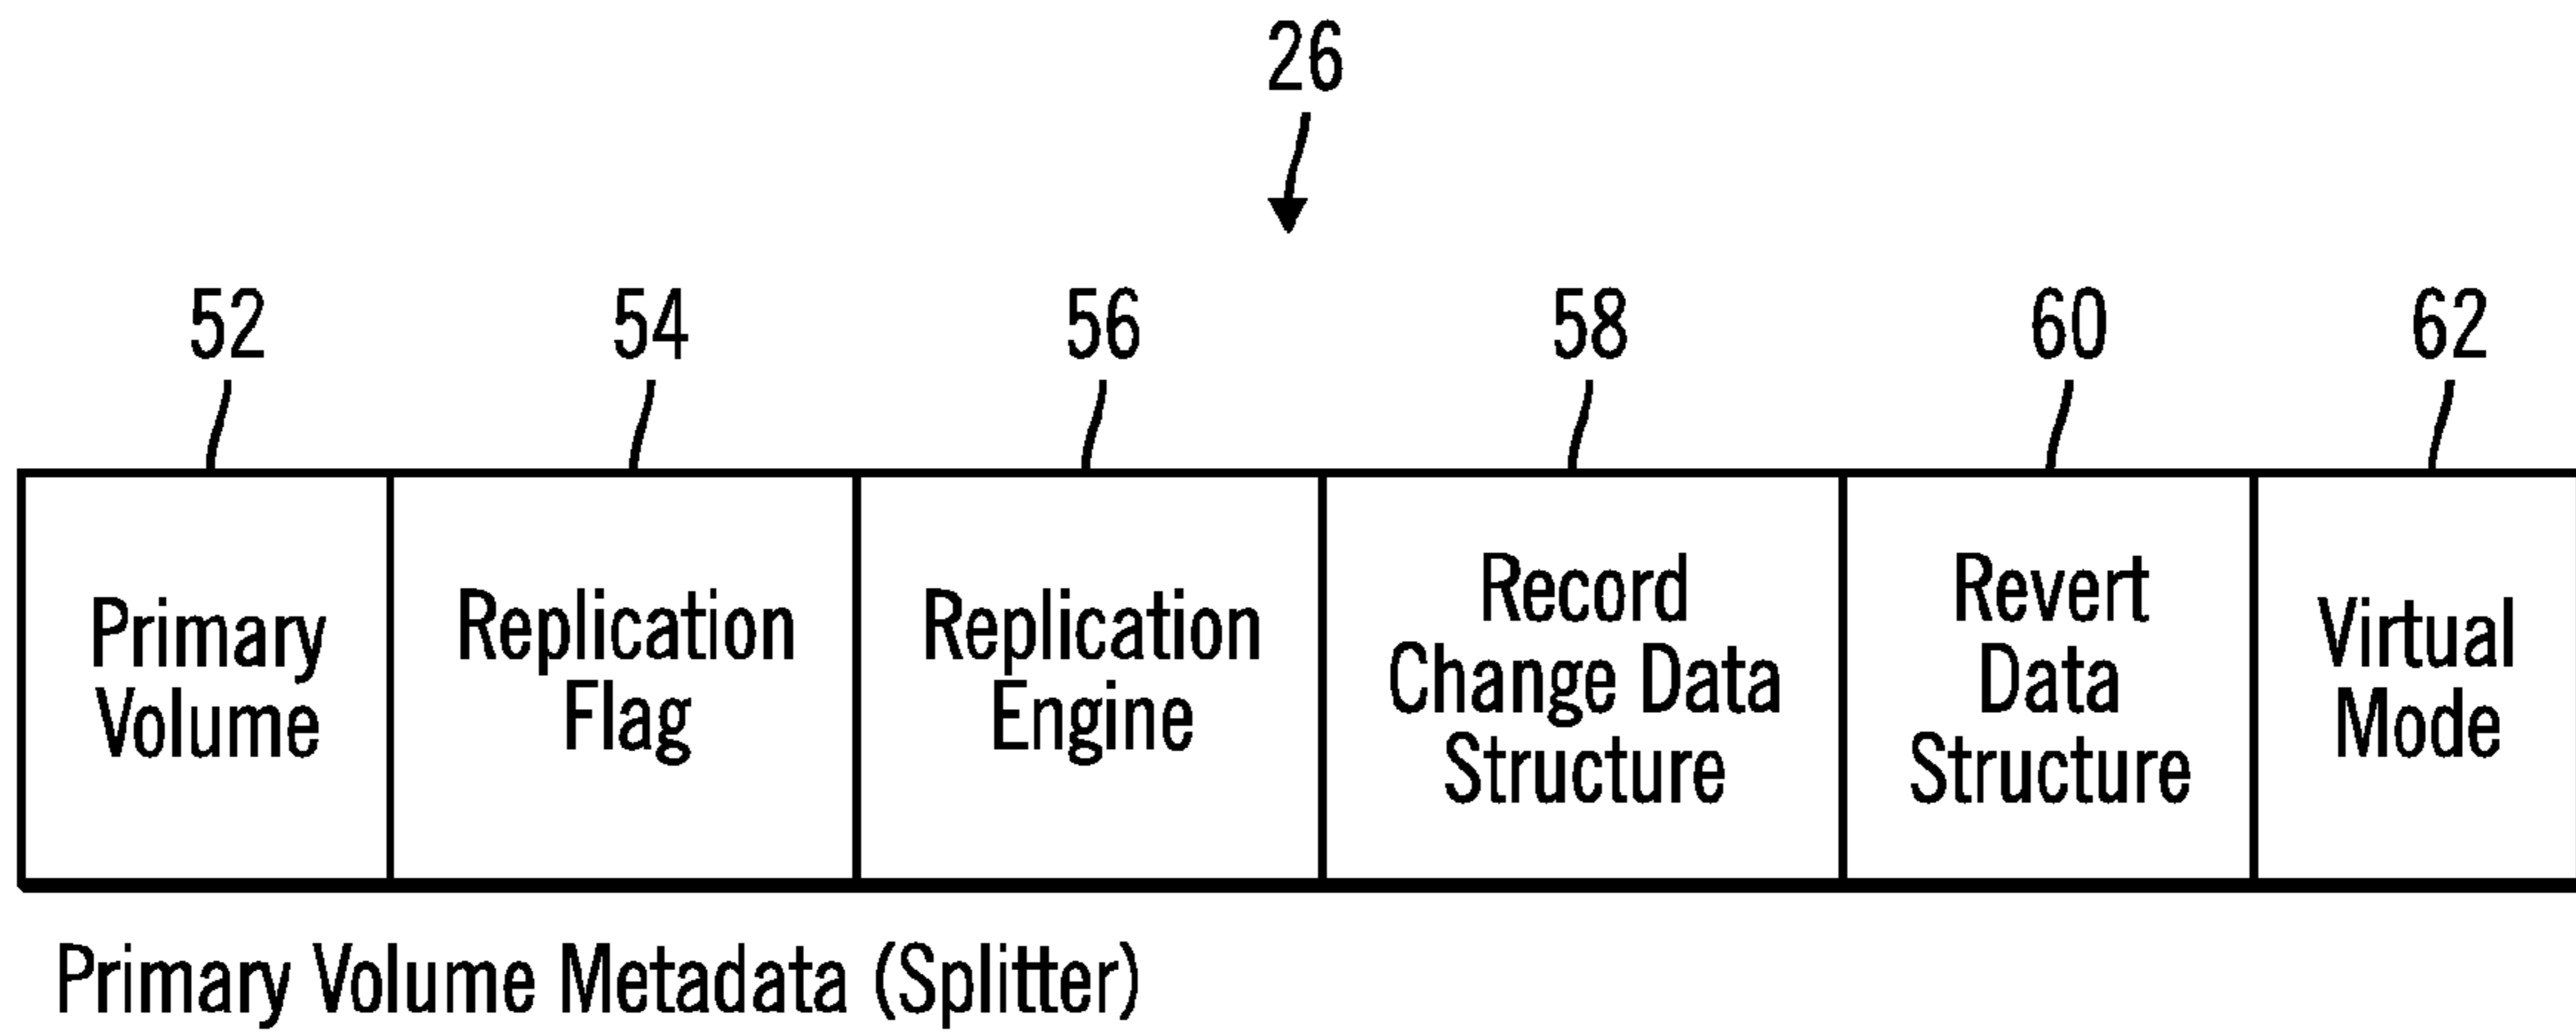 26
52
54
56
58
60
62
Primary
Volume
Replication
Flag
Replication
Engine
Record
Change Data
Structure
Revert
Data
Structure
Virtual
Mode
Primary Volume Metadata (Splitter)